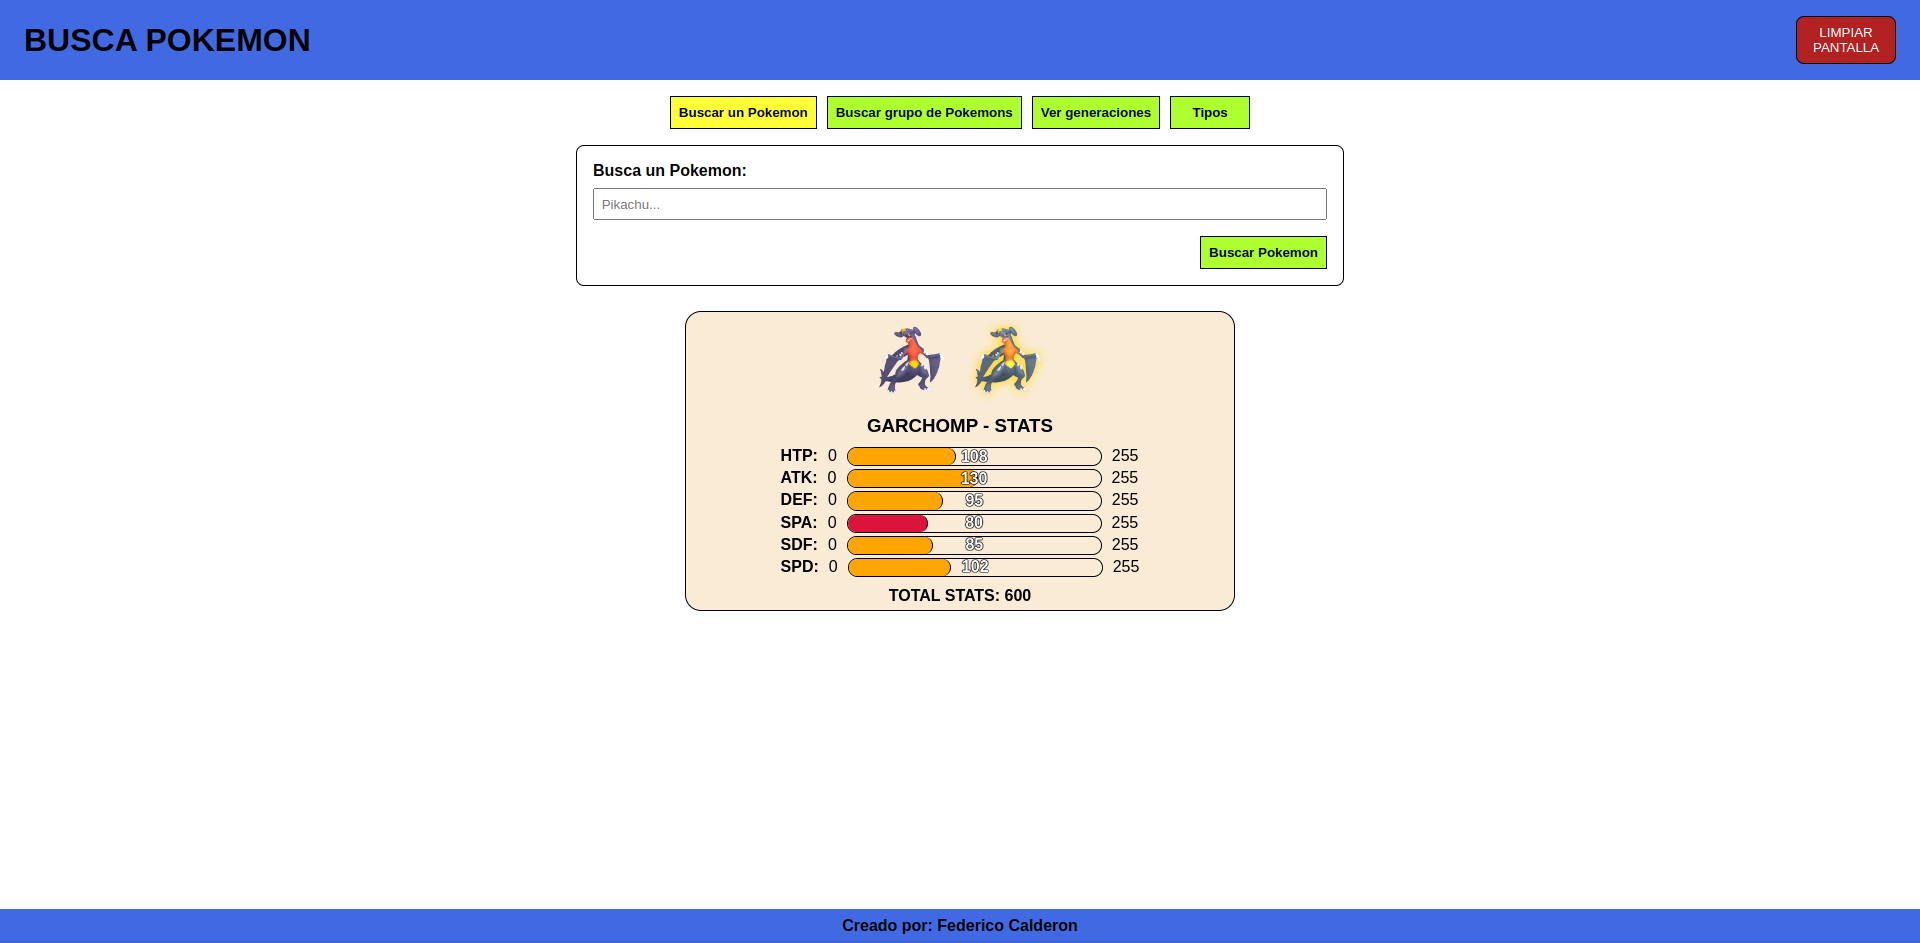 BUSCA POKEMON
LIMPIAR
PANTALLA
Buscar un Pokemon Buscar grupo de Pokemons Ver generaciones Tipos
Busca un Pokemon:
Pikachu...
Buscar Pokemon
GARCHOMP - STATS
HTP: 0 108 255
ATK: 0 130 255
DEF: 0 95 255
SPA: 0 80 255
SDF: 0 85 255
SPD: 0 102 255
TOTAL STATS: 600
Creado por: Federico Calderon